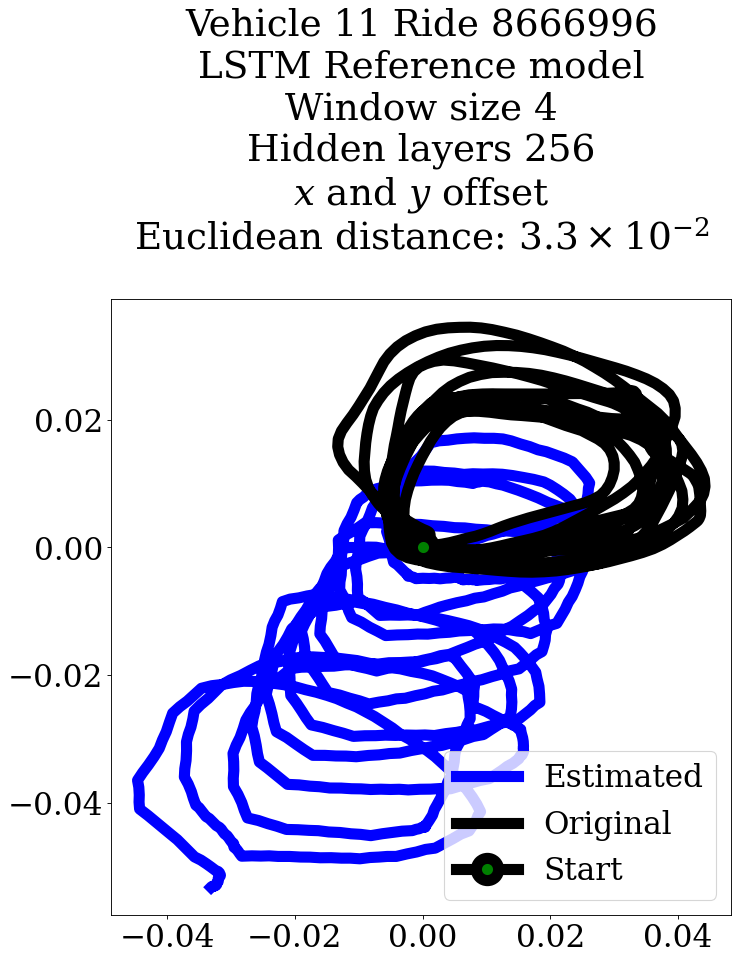 Vehicle 11 Ride 8666996
LSTM Reference model
Window size 4
Hidden layers 256
x and y offset
Euclidean distance: 3.3 × 10⁻²
0.02
0.00
−0.02
−0.04
Estimated
Original
Start
−0.04 −0.02 0.00 0.02 0.04